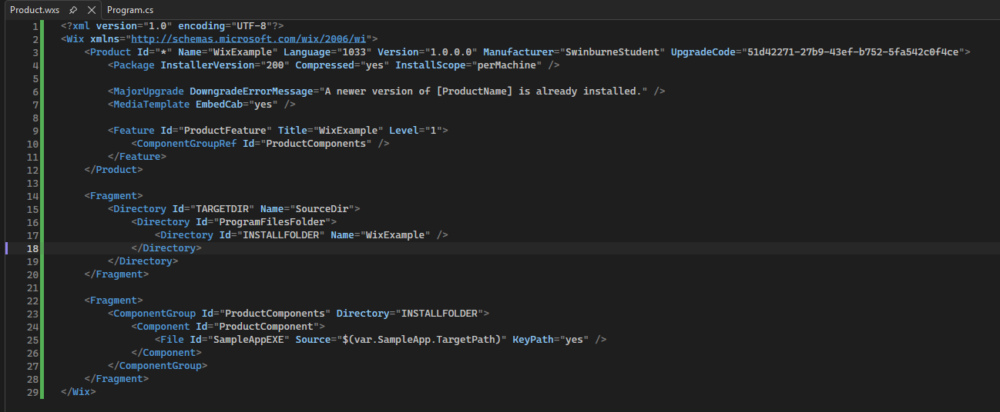 Product.wxs Program.cs
1 <?xml version="1.0" encoding="UTF-8"?>
2 <Wix xmlns="http://schemas.microsoft.com/wix/2006/wi">
3 <Product Id="*" Name="WixExample" Language="1033" Version="1.0.0.0" Manufacturer="SwinburneStudent" UpgradeCode="51d42271-27b9-43ef-b752-5fa542c0f4ce">
4 <Package InstallerVersion="200" Compressed="yes" InstallScope="perMachine" />
5
6 <MajorUpgrade DowngradeErrorMessage="A newer version of [ProductName] is already installed." />
7 <MediaTemplate EmbedCab="yes" />
8
9 <Feature Id="ProductFeature" Title="WixExample" Level="1">
10 <ComponentGroupRef Id="ProductComponents" />
11 </Feature>
12 </Product>
13
14 <Fragment>
15 <Directory Id="TARGETDIR" Name="SourceDir">
16 <Directory Id="ProgramFilesFolder">
17 <Directory Id="INSTALLFOLDER" Name="WixExample" />
18 </Directory>
19 </Directory>
20 </Fragment>
21
22 <Fragment>
23 <ComponentGroup Id="ProductComponents" Directory="INSTALLFOLDER">
24 <Component Id="ProductComponent">
25 <File Id="SampleAppEXE" Source="$(var.SampleApp.TargetPath)" KeyPath="yes" />
26 </Component>
27 </ComponentGroup>
28 </Fragment>
29 </Wix>